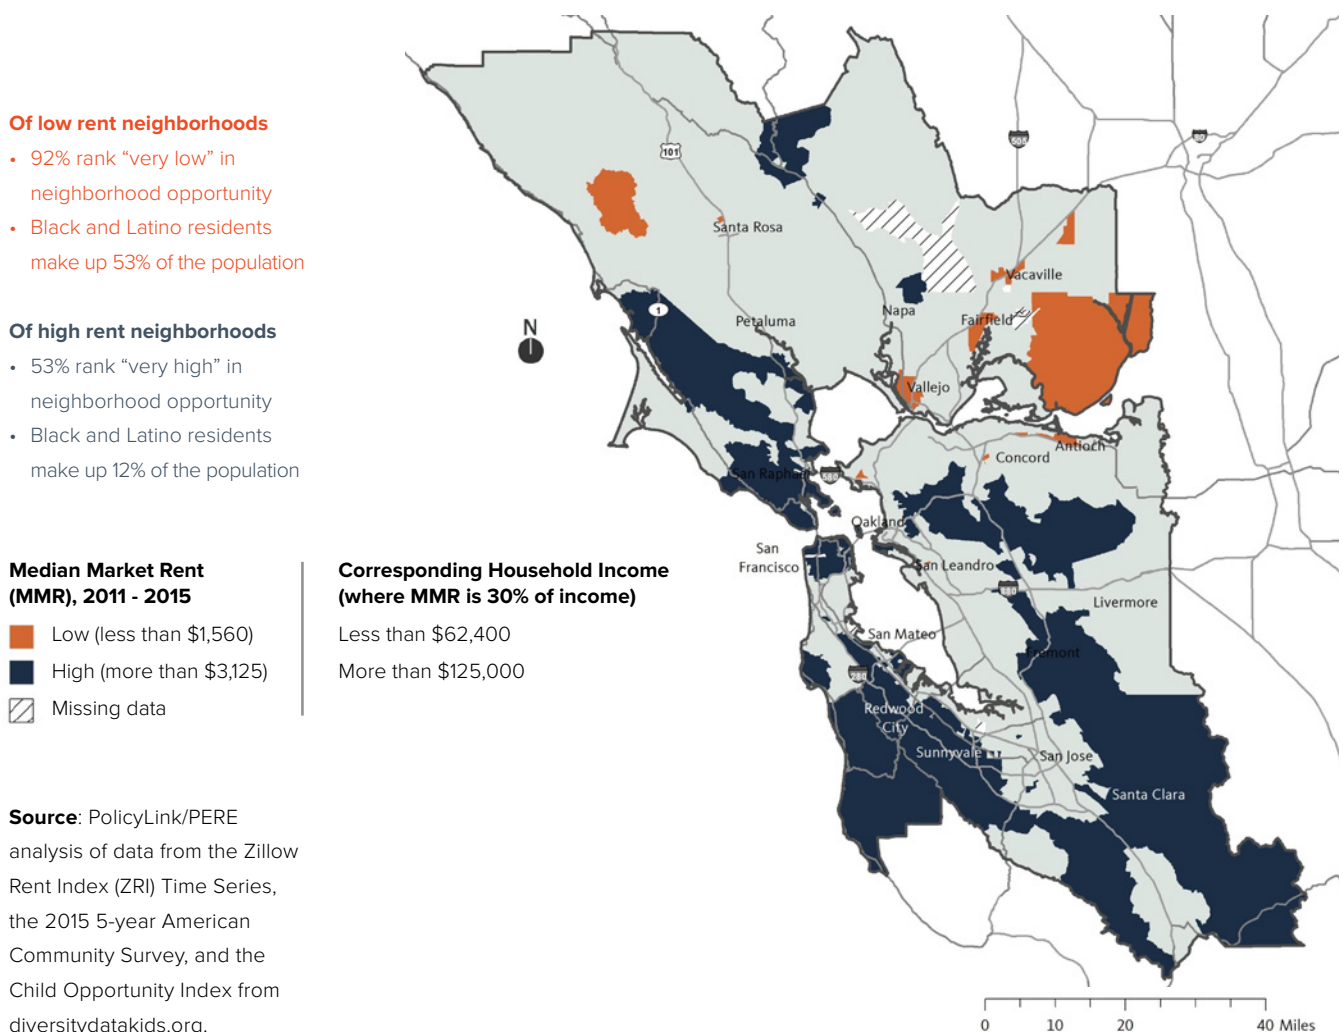 Of low rent neighborhoods
• 92% rank “very low” in
neighborhood opportunity
• Black and Latino residents
make up 53% of the population
Of high rent neighborhoods
• 53% rank “very high” in
neighborhood opportunity
• Black and Latino residents
make up 12% of the population
Median Market Rent
(MMR), 2011 - 2015
Low (less than $1,560)
High (more than $3,125)
Missing data
Corresponding Household Income
(where MMR is 30% of income)
Less than $62,400
More than $125,000
Source: PolicyLink/PERE
analysis of data from the Zillow
Rent Index (ZRI) Time Series,
the 2015 5-year American
Community Survey, and the
Child Opportunity Index from
diversitydatakids.org.
N
101
505
80
Santa Rosa
Vacaville
1
Petaluma
Napa
Fairfield
Vallejo
Antioch
Concord
San Raphael
580
Oakland
San
Francisco
San Leandro
880
Livermore
San Mateo
Fremont
280
Redwood
City
Sunnyvale
San Jose
Santa Clara
0 10 20 40 Miles